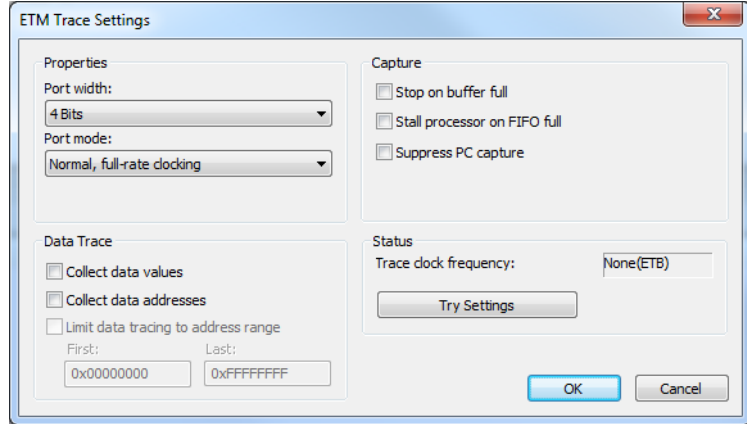 ETM Trace Settings
Properties
Port width:
4 Bits
Port mode:
Normal, full-rate clocking
Capture
Stop on buffer full
Stall processor on FIFO full
Suppress PC capture
Data Trace
Collect data values
Collect data addresses
Limit data tracing to address range
First: Last:
0x00000000 0xFFFFFFFF
Status
Trace clock frequency: None(ETB)
Try Settings
OK Cancel